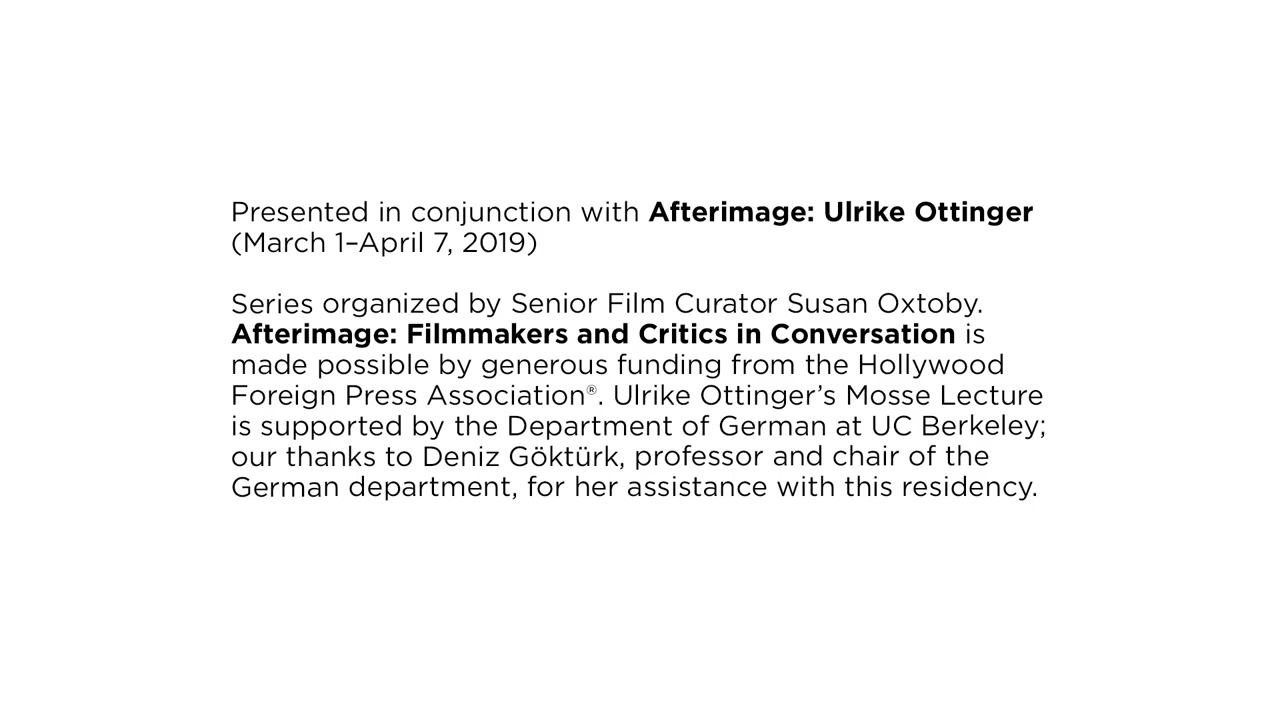 Presented in conjunction with Afterimage: Ulrike Ottinger
(March 1–April 7, 2019)
Series organized by Senior Film Curator Susan Oxtoby.
Afterimage: Filmmakers and Critics in Conversation is
made possible by generous funding from the Hollywood
Foreign Press Association®. Ulrike Ottinger’s Mosse Lecture
is supported by the Department of German at UC Berkeley;
our thanks to Deniz Göktürk, professor and chair of the
German department, for her assistance with this residency.